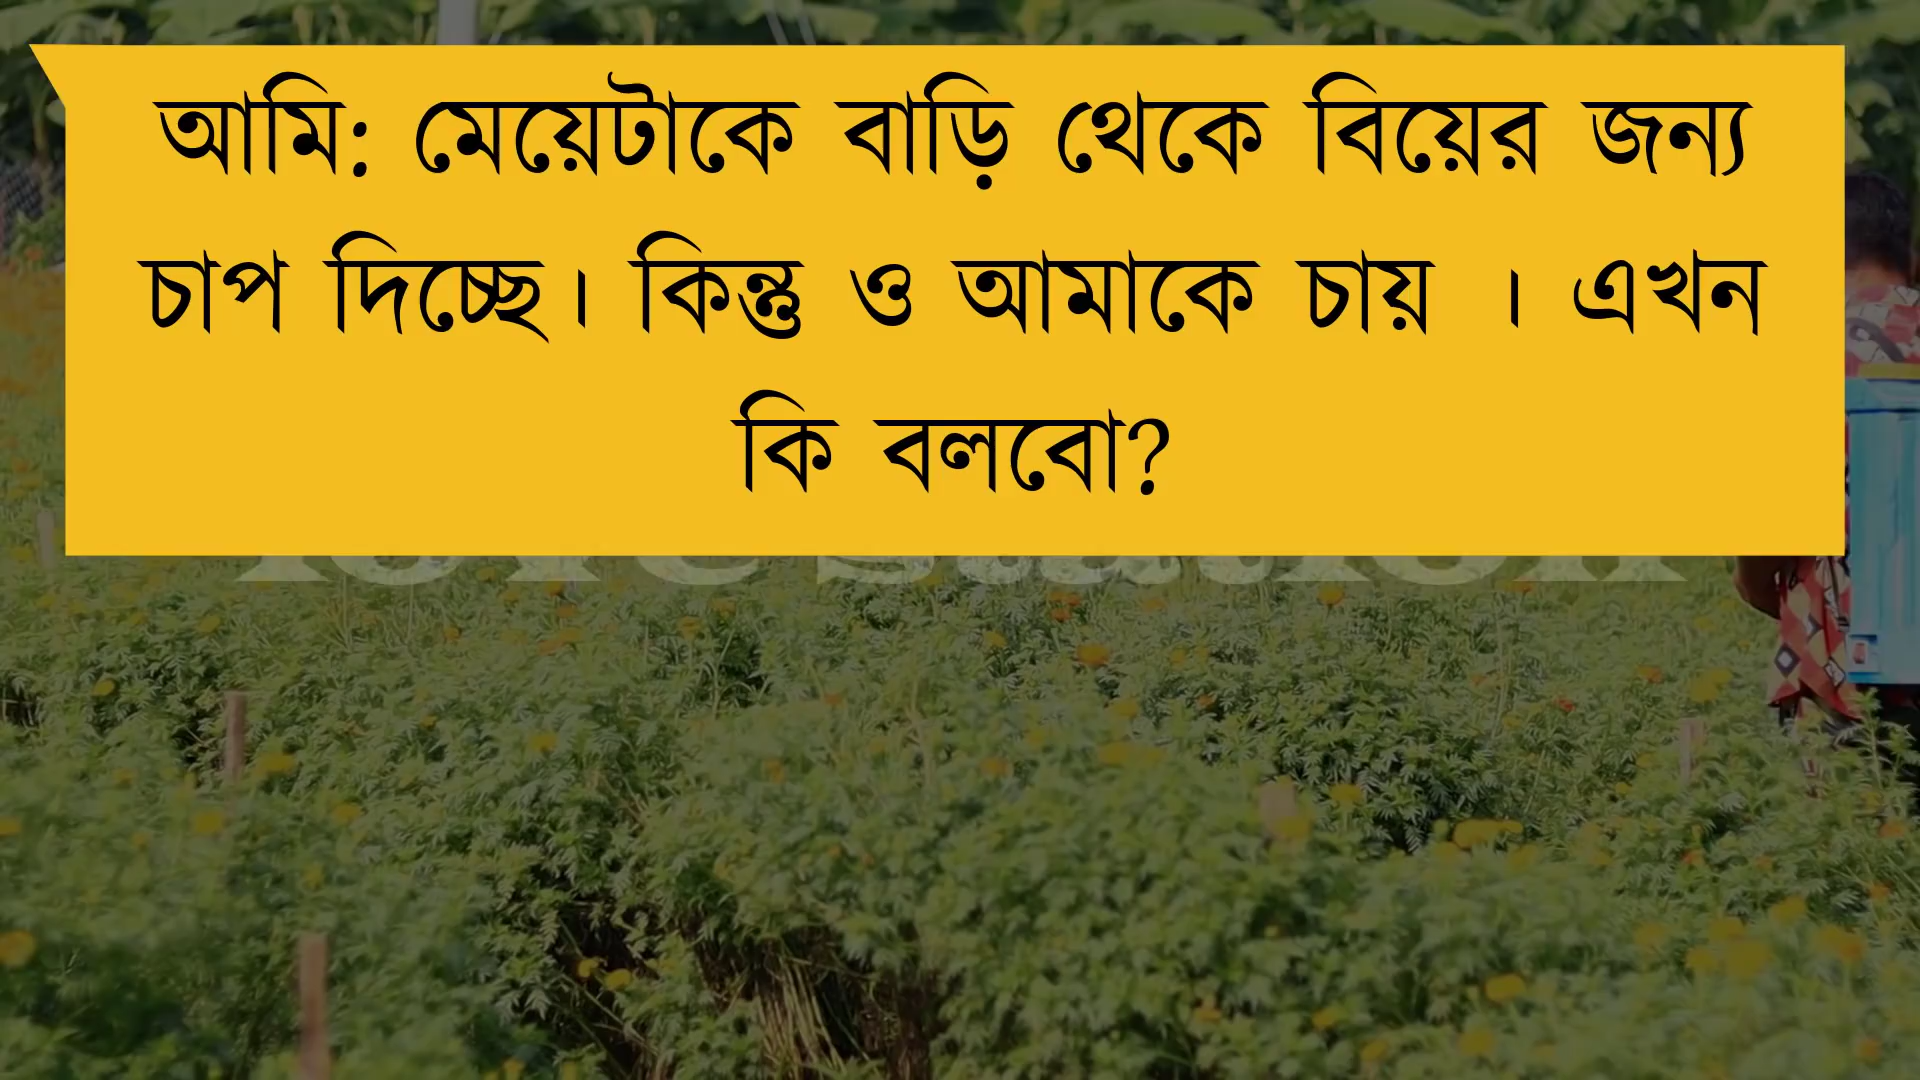 আমি: মেয়েটাকে বাড়ি থেকে বিয়ের জন্য
চাপ দিচ্ছে। কিন্তু ও আমাকে চায় । এখন
কি বলবো?